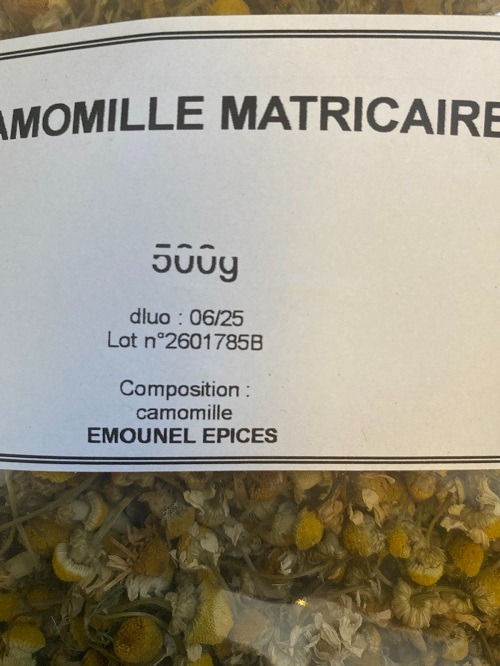 AMOMILLE MATRICAIRE
500g
dluo : 06/25
Lot n°2601785B
Composition :
camomille
EMOUNEL EPICES